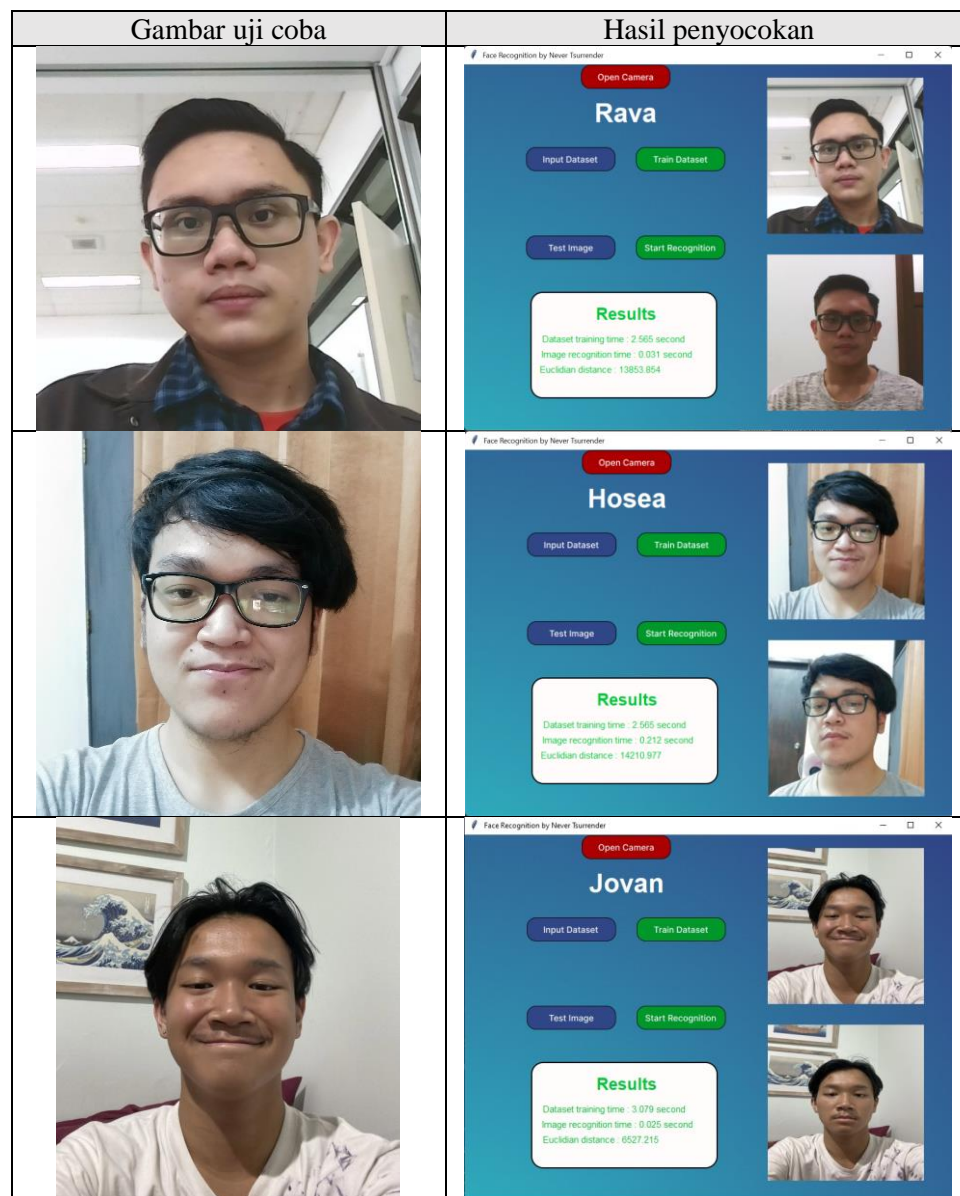 Gambar uji coba
Hasil penyocokan
Face Recognition by Never Tsurrender
Open Camera
Rava
Input Dataset
Train Dataset
Test Image
Start Recognition
Results
Dataset training time : 2.565 second
Image recognition time : 0.031 second
Euclidian distance : 13853.854
Face Recognition by Never Tsurrender
Open Camera
Hosea
Input Dataset
Train Dataset
Test Image
Start Recognition
Results
Dataset training time : 2.565 second
Image recognition time : 0.212 second
Euclidian distance : 14210.977
Face Recognition by Never Tsurrender
Open Camera
Jovan
Input Dataset
Train Dataset
Test Image
Start Recognition
Results
Dataset training time : 3.079 second
Image recognition time : 0.025 second
Euclidian distance : 6527.215